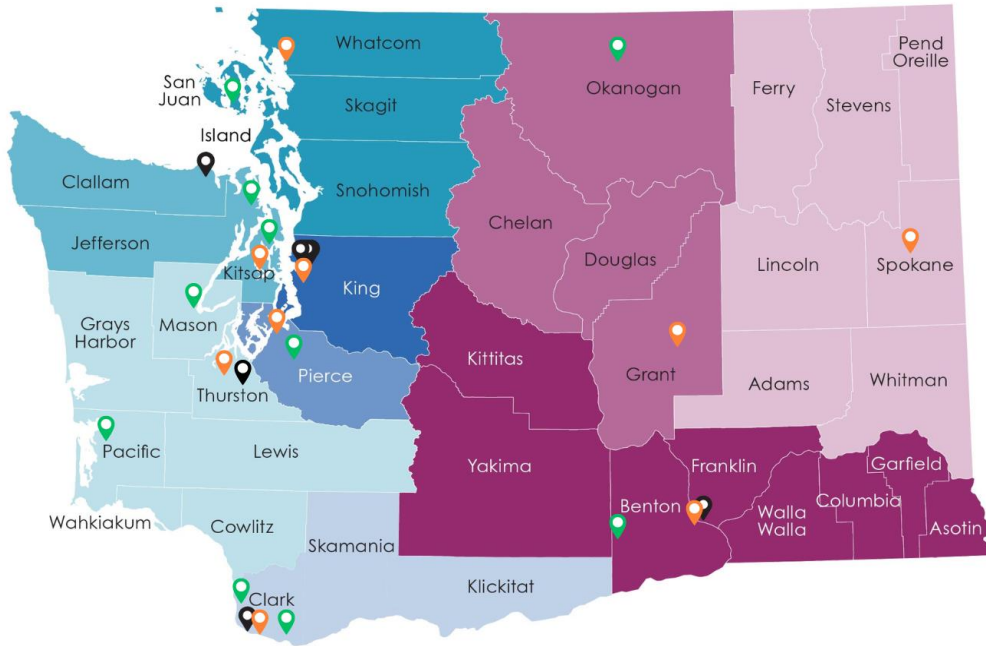 Whatcom
San
Juan
Skagit
Island
Snohomish
Clallam
Jefferson
Kitsap
King
Grays
Harbor
Mason
Pierce
Thurston
Pacific
Lewis
Wahkiakum
Cowlitz
Skamania
Clark
Klickitat
Okanogan
Chelan
Douglas
Grant
Kittitas
Yakima
Ferry
Stevens
Pend
Oreille
Lincoln
Spokane
Adams
Whitman
Benton
Franklin
Walla
Walla
Columbia
Garfield
Asotin